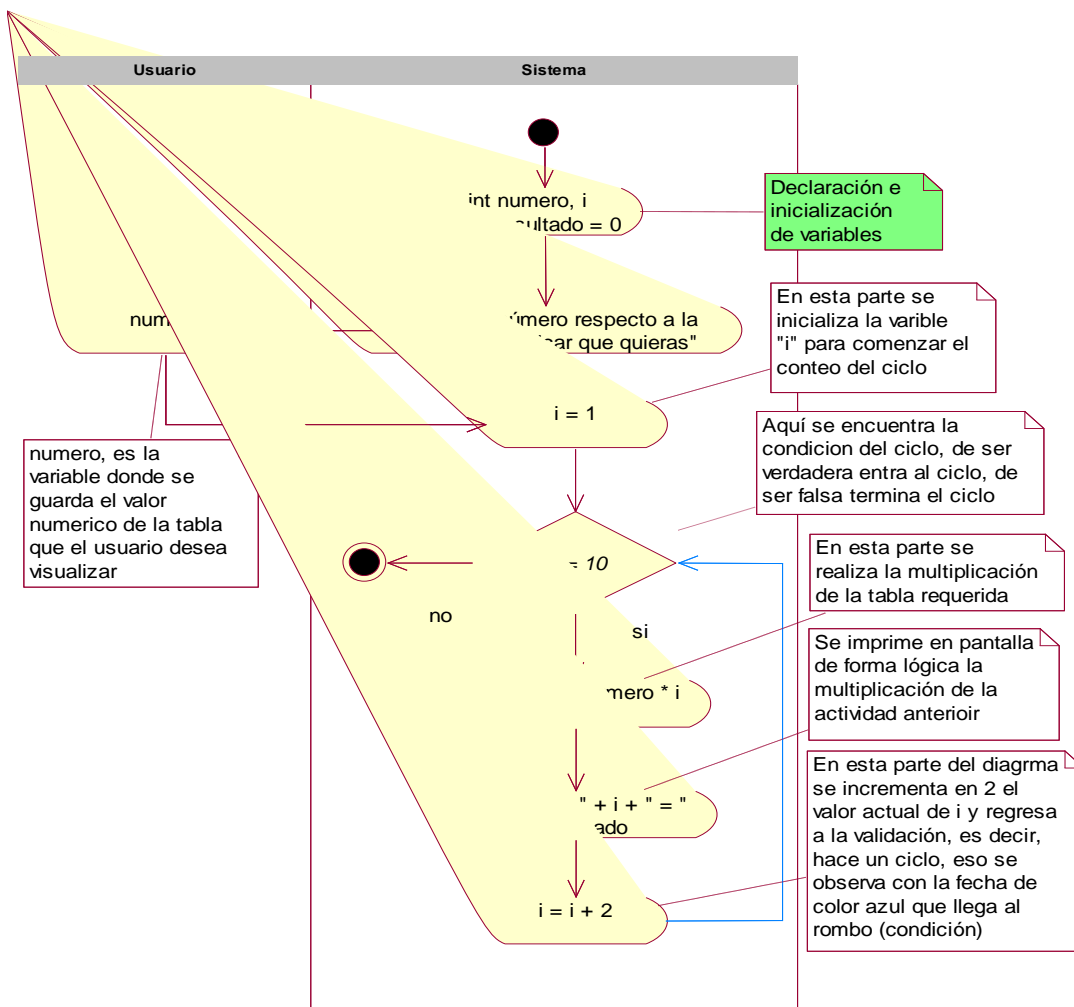 Usuario
Sistema
int numero, i
= 0
Declaración e
inicialización
de variables
respecto a la
que quieras"
En esta parte se
inicializa la varible
"i" para comenzar el
conteo del ciclo
i = 1
numero, es la
variable donde se
guarda el valor
numerico de la tabla
que el usuario desea
visualizar
Aquí se encuentra la
condicion del ciclo, de ser
verdadera entra al ciclo, de
ser falsa termina el ciclo
= 10
no
si
En esta parte se
realiza la multiplicación
de la tabla requerida
* i
Se imprime en pantalla
de forma lógica la
multiplicación de la
actividad anterioir
" + i + " = "
En esta parte del diagrma
se incrementa en 2 el
valor actual de i y regresa
a la validación, es decir,
hace un ciclo, eso se
observa con la fecha de
color azul que llega al
rombo (condición)
i = i + 2